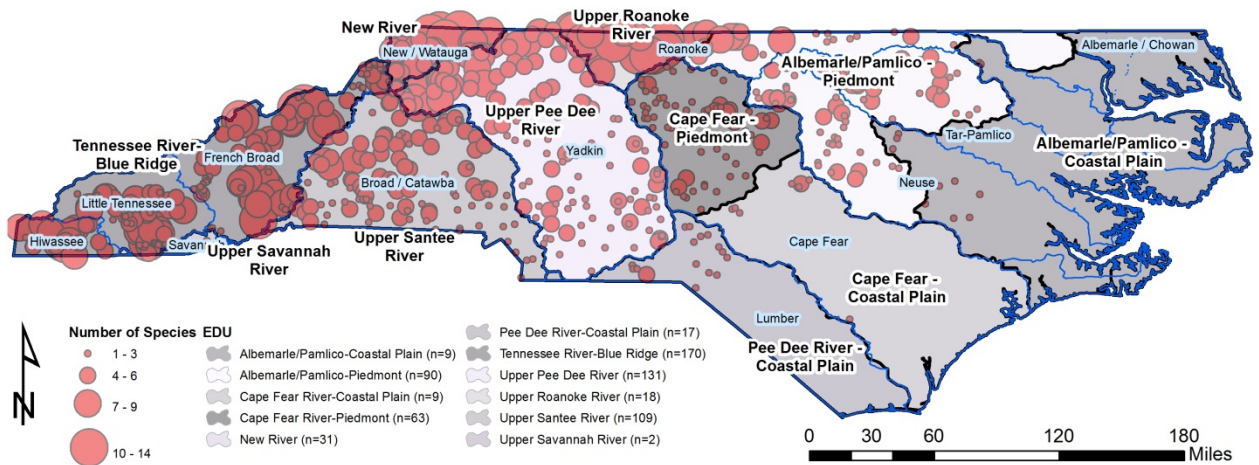 New River
Upper Roanoke
River
New / Watauga
Roanoke
Albemarle / Chowan
Albemarle/Pamlico -
Piedmont
Upper Pee Dee
River
Cape Fear -
Piedmont
Tennessee River-
Blue Ridge
French Broad
Yadkin
Tar-Pamlico
Albemarle/Pamlico -
Coastal Plain
Broad / Catawba
Neuse
Little Tennessee
Hiwassee
Savann
Upper Savannah
River
Upper Santee
River
Cape Fear
Cape Fear -
Coastal Plain
Lumber
Pee Dee River -
Coastal Plain
N
Number of Species
1 - 3
4 - 6
7 - 9
10 - 14
EDU
Albemarle/Pamlico-Coastal Plain (n=9)
Albemarle/Pamlico-Piedmont (n=90)
Cape Fear River-Coastal Plain (n=9)
Cape Fear River-Piedmont (n=63)
New River (n=31)
Pee Dee River-Coastal Plain (n=17)
Tennessee River-Blue Ridge (n=170)
Upper Pee Dee River (n=131)
Upper Roanoke River (n=18)
Upper Santee River (n=109)
Upper Savannah River (n=2)
0 30 60 120 180
Miles